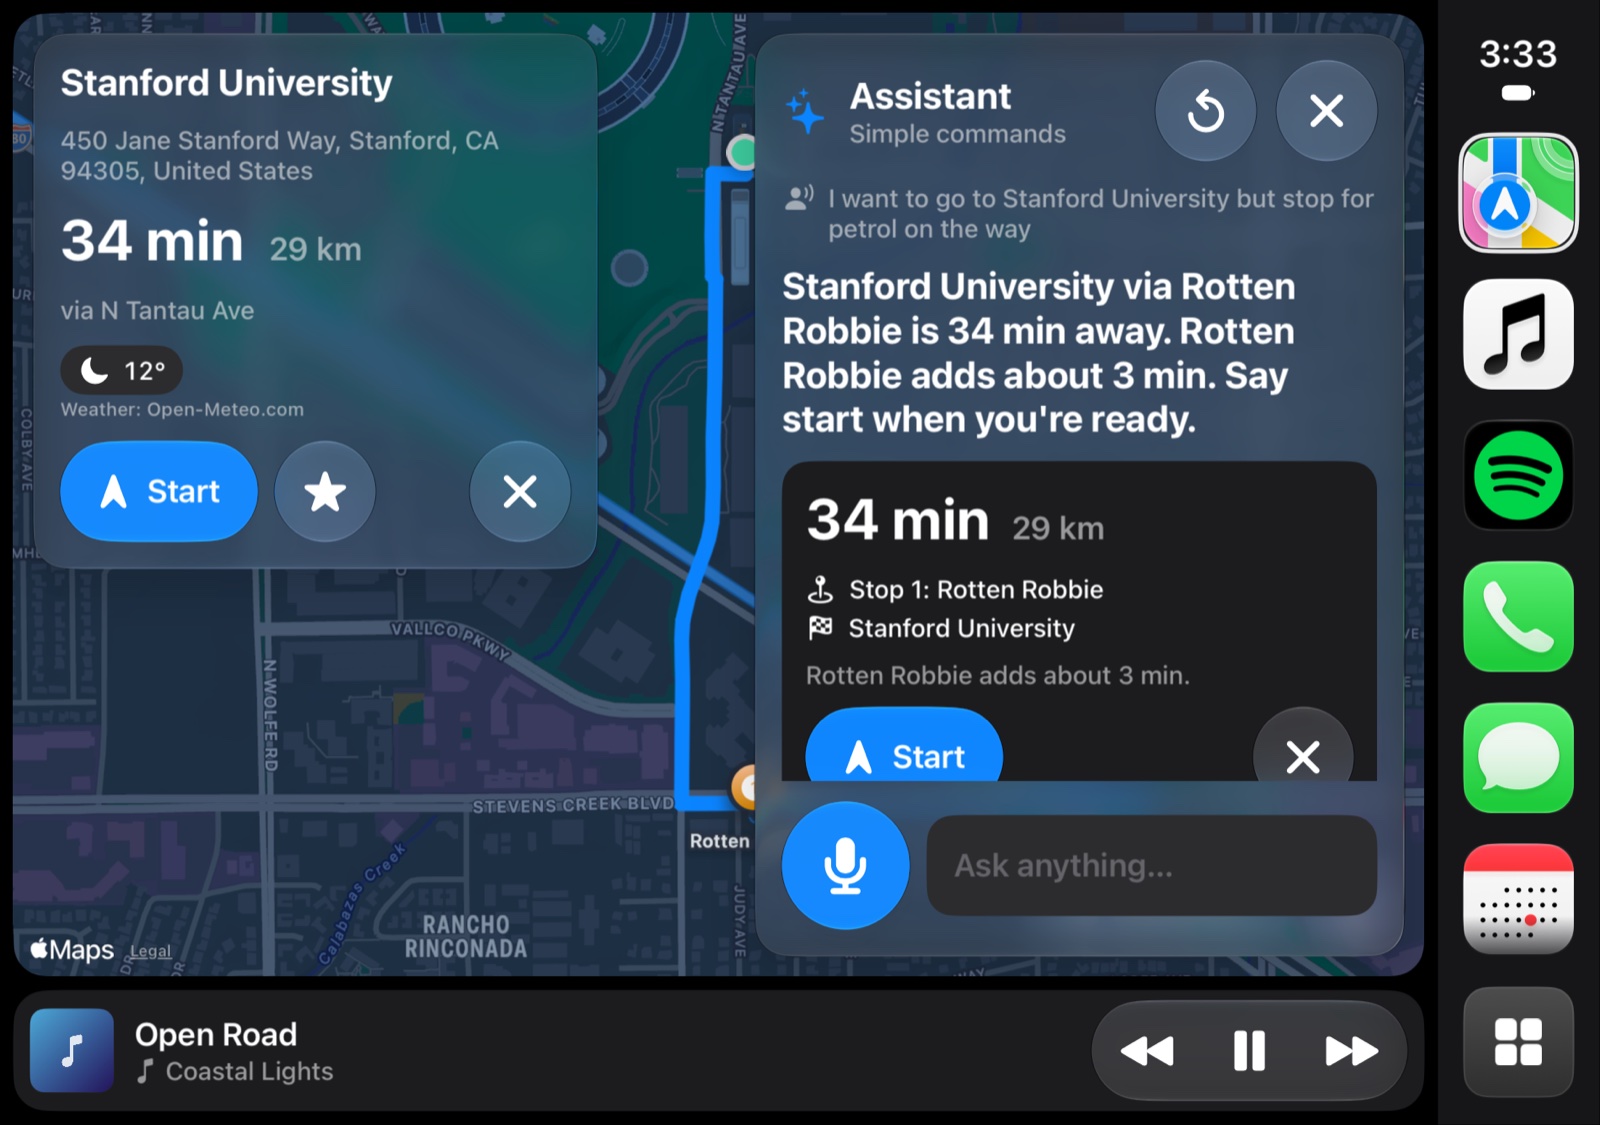 Stanford University
450 Jane Stanford Way, Stanford, CA
94305, United States
34 min 29 km
via N Tantau Ave
12°
Weather: Open-Meteo.com
Start
N TANTAU AVE
80
COLBY AVE
VALLCO PKWY
N WOLFE RD
STEVENS CREEK BLVD
Rotten
Calabazas Creek
RANCHO
RINCONADA
JUDY AVE
Maps Legal
Assistant
Simple commands
I want to go to Stanford University but stop for
petrol on the way
Stanford University via Rotten
Robbie is 34 min away. Rotten
Robbie adds about 3 min. Say
start when you're ready.
34 min 29 km
Stop 1: Rotten Robbie
Stanford University
Rotten Robbie adds about 3 min.
Start
Ask anything...
Open Road
Coastal Lights
3:33